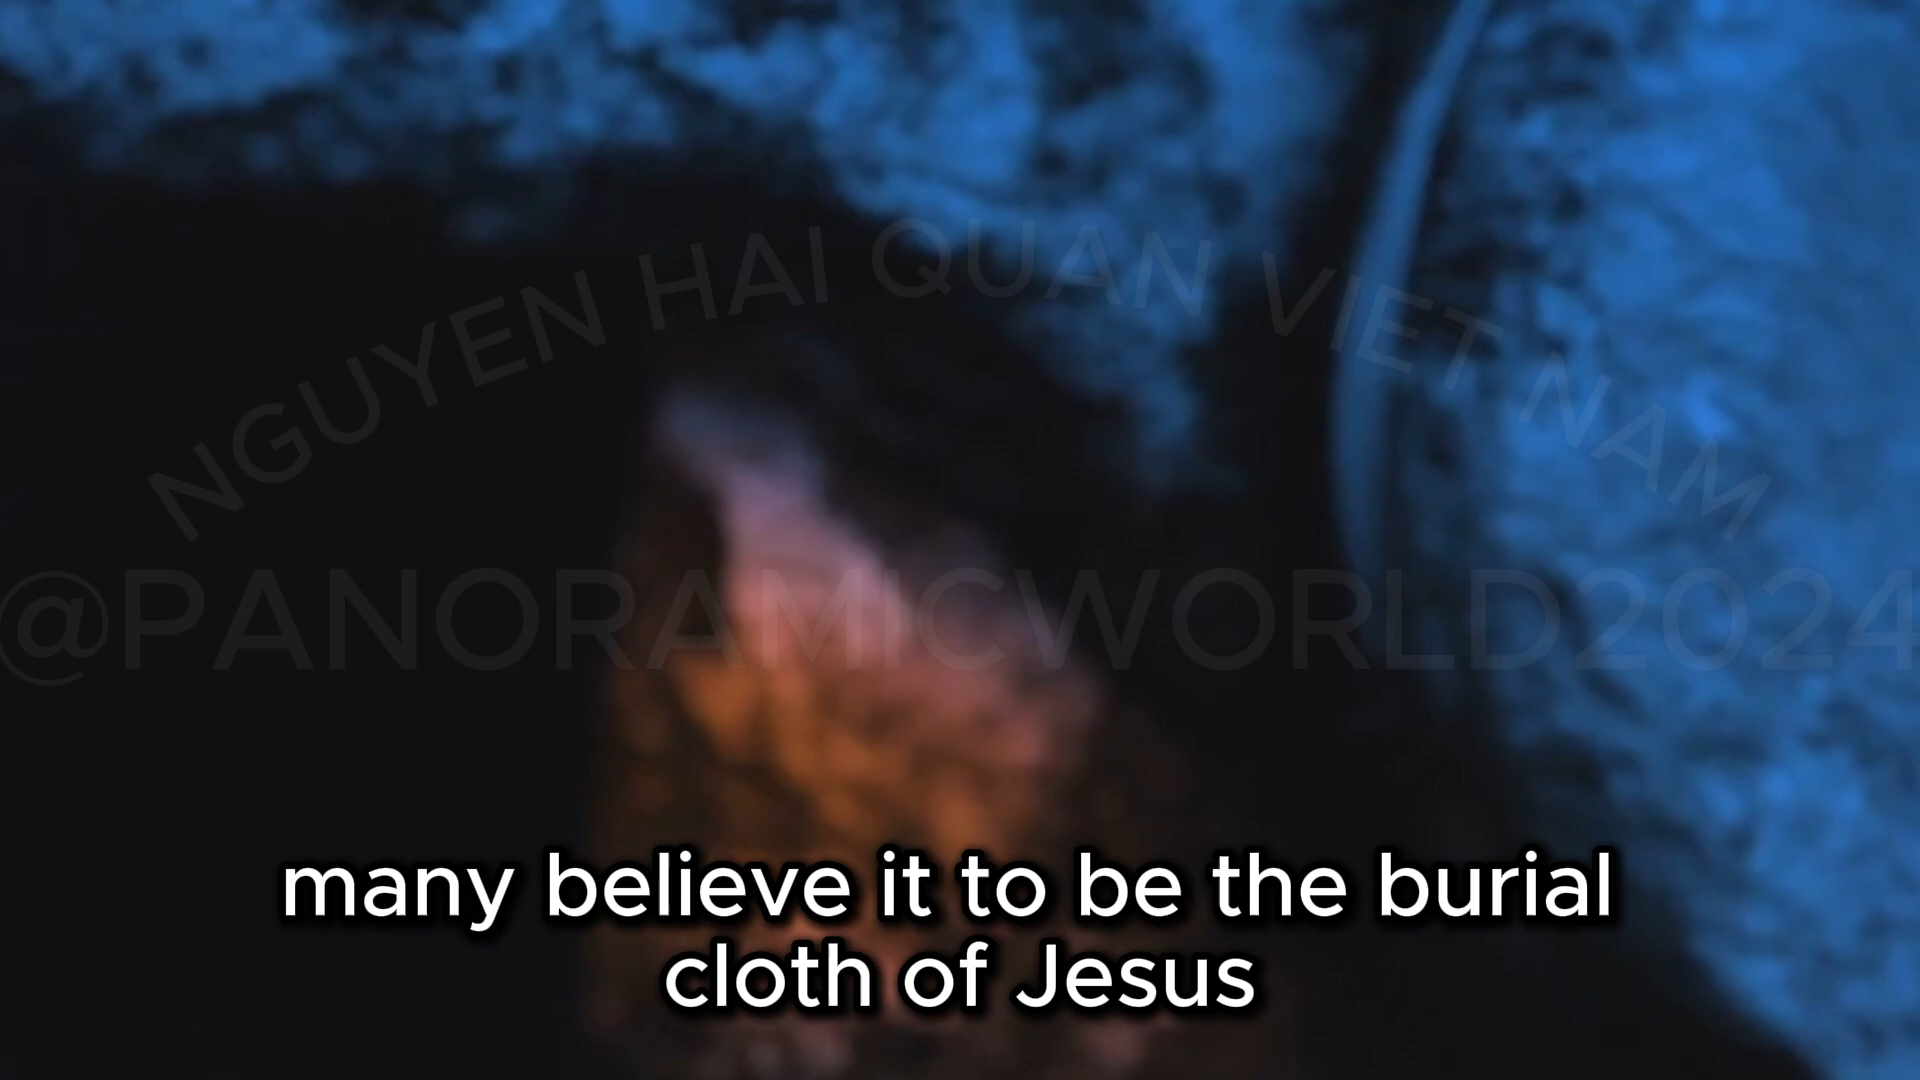 NGUYEN HAI QUAN VIET NAM
@PANORAMICWORLD2024
many believe it to be the burial
cloth of Jesus